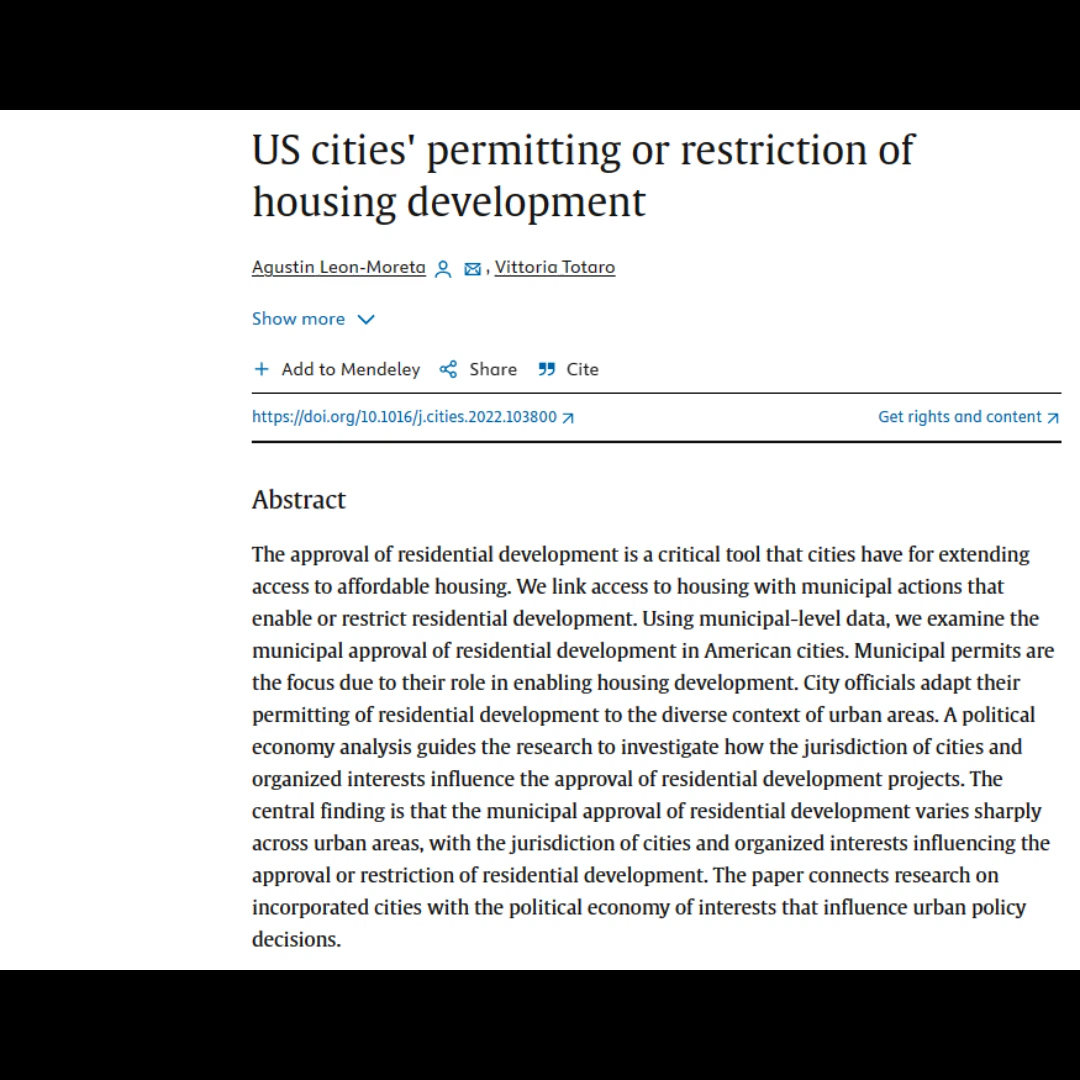 US cities' permitting or restriction of
housing development
Agustin Leon-Moreta , Vittoria Totaro
Show more
Add to Mendeley Share Cite
https://doi.org/10.1016/j.cities.2022.103800 Get rights and content
Abstract
The approval of residential development is a critical tool that cities have for extending
access to affordable housing. We link access to housing with municipal actions that
enable or restrict residential development. Using municipal-level data, we examine the
municipal approval of residential development in American cities. Municipal permits are
the focus due to their role in enabling housing development. City officials adapt their
permitting of residential development to the diverse context of urban areas. A political
economy analysis guides the research to investigate how the jurisdiction of cities and
organized interests influence the approval of residential development projects. The
central finding is that the municipal approval of residential development varies sharply
across urban areas, with the jurisdiction of cities and organized interests influencing the
approval or restriction of residential development. The paper connects research on
incorporated cities with the political economy of interests that influence urban policy
decisions.